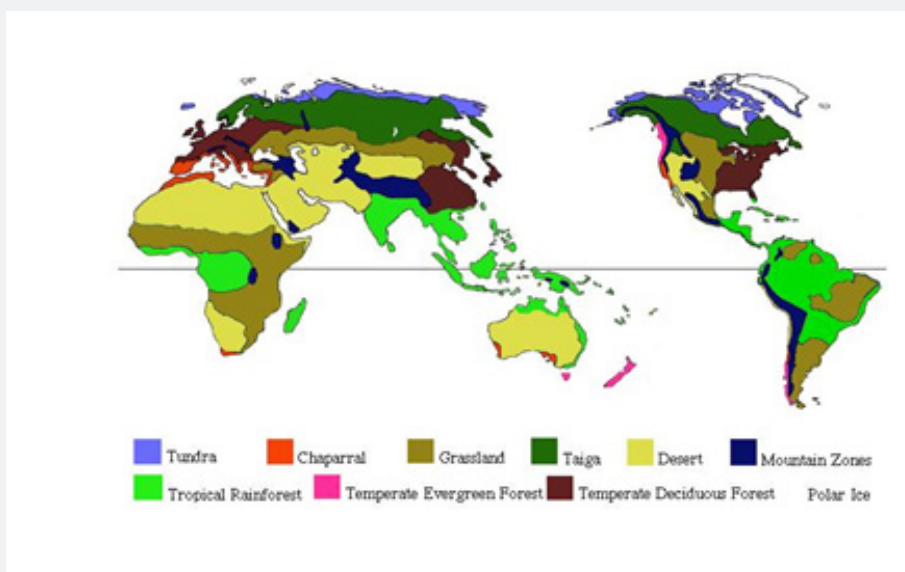 Tundra Chaparral Grassland Taiga Desert Mountain Zones
Tropical Rainforest Temperate Evergreen Forest Temperate Deciduous Forest Polar Ice